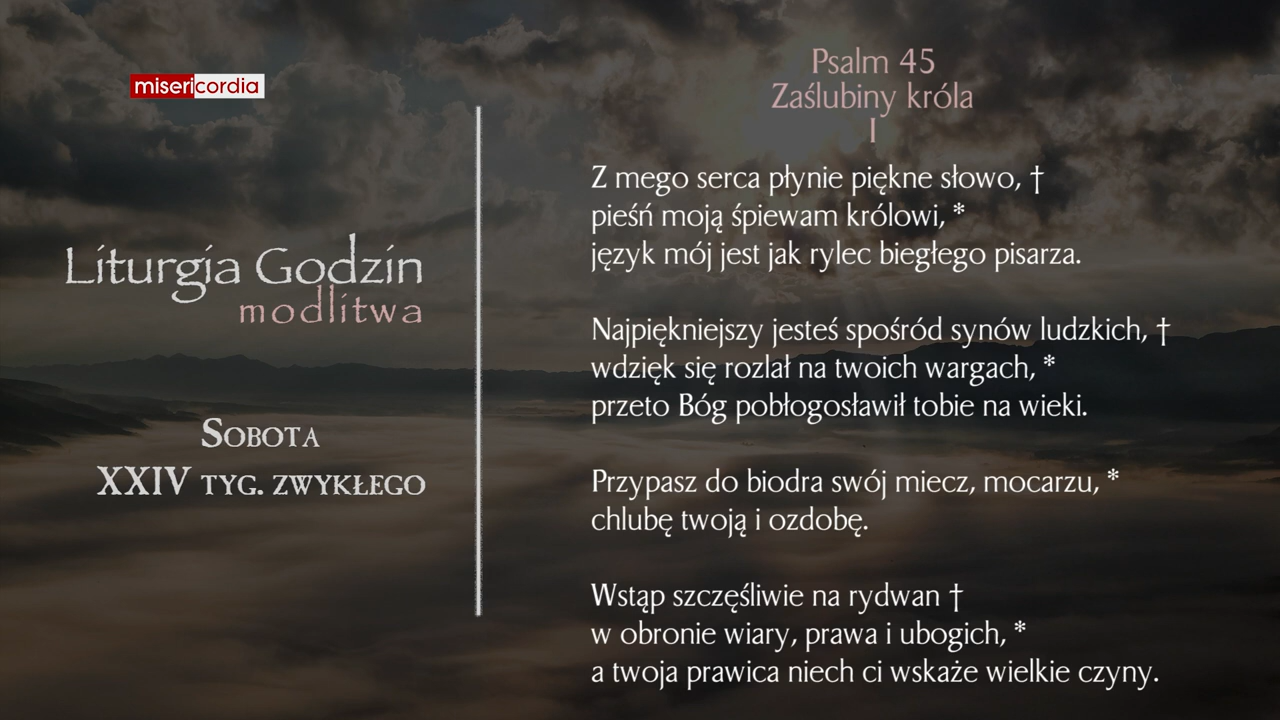 misericordia
Liturgia Godzin
modlitwa
Sobota
XXIV tyg. zwykłego
Psalm 45
Zaślubiny króla
I
Z mego serca płynie piękne słowo, †
pieśń moją śpiewam królowi, *
język mój jest jak rylec biegłego pisarza.
Najpiękniejszy jesteś spośród synów ludzkich, †
wdzięk się rozlał na twoich wargach, *
przeto Bóg pobłogosławił tobie na wieki.
Przypasz do biodra swój miecz, mocarzu, *
chlubę twoją i ozdobę.
Wstąp szczęśliwie na rydwan †
w obronie wiary, prawa i ubogich, *
a twoja prawica niech ci wskaże wielkie czyny.